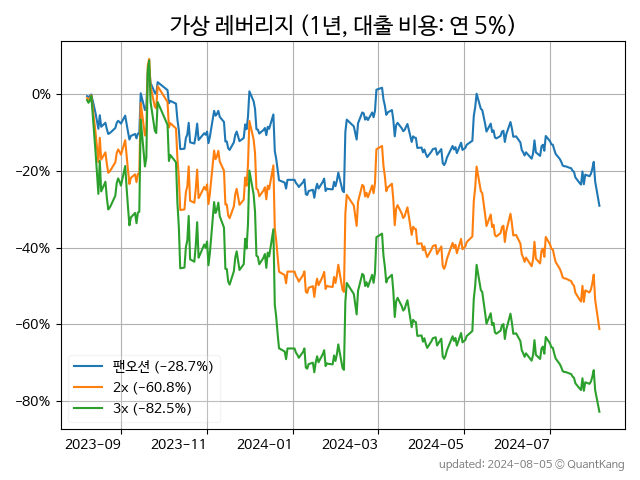 가상 레버리지 (1년, 대출 비용: 연 5%)
0%
−20%
−40%
−60%
−80%
팬오션 (−28.7%)
2x (−60.8%)
3x (−82.5%)
2023-09 2023-11 2024-01 2024-03 2024-05 2024-07
updated: 2024-08-05 © QuantKang